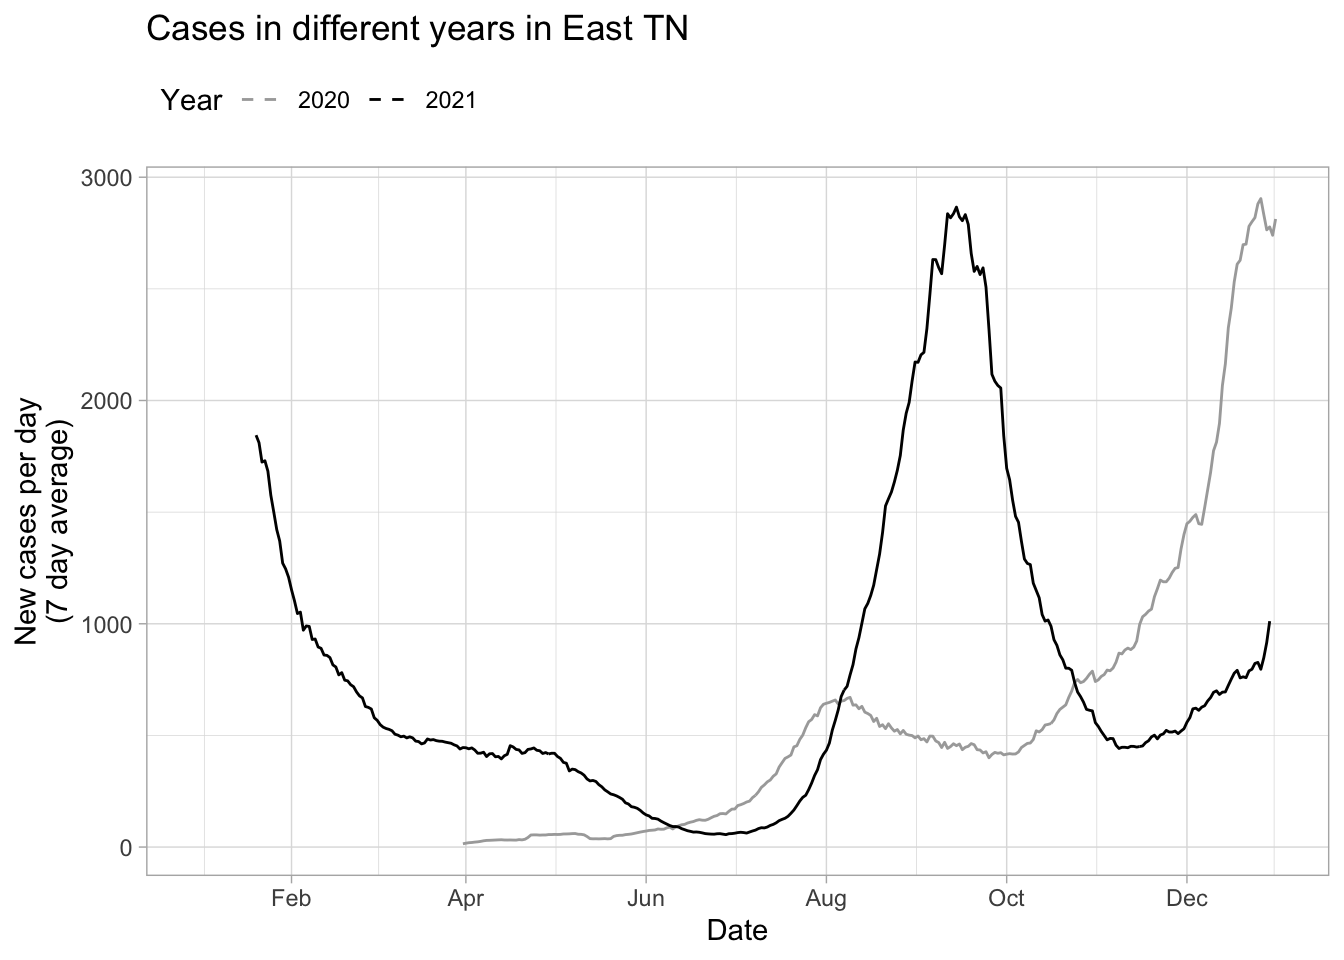 Cases in different years in East TN
Year 2020 2021
3000
2000
1000
0
New cases per day
(7 day average)
Feb Apr Jun Aug Oct Dec
Date